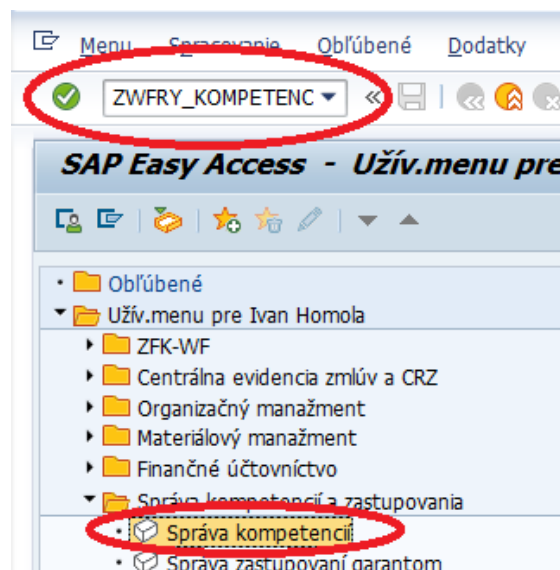 Menu Spracovanie Obľúbené Dodatky
ZWFRY_KOMPETENC
SAP Easy Access - Užív.menu pre
Obľúbené
Užív.menu pre Ivan Homola
ZFK-WF
Centrálna evidencia zmlúv a CRZ
Organizačný manažment
Materiálový manažment
Finančné účtovníctvo
Správa kompetencií a zastupovania
Správa kompetencií
Správa zastupovaní garantom